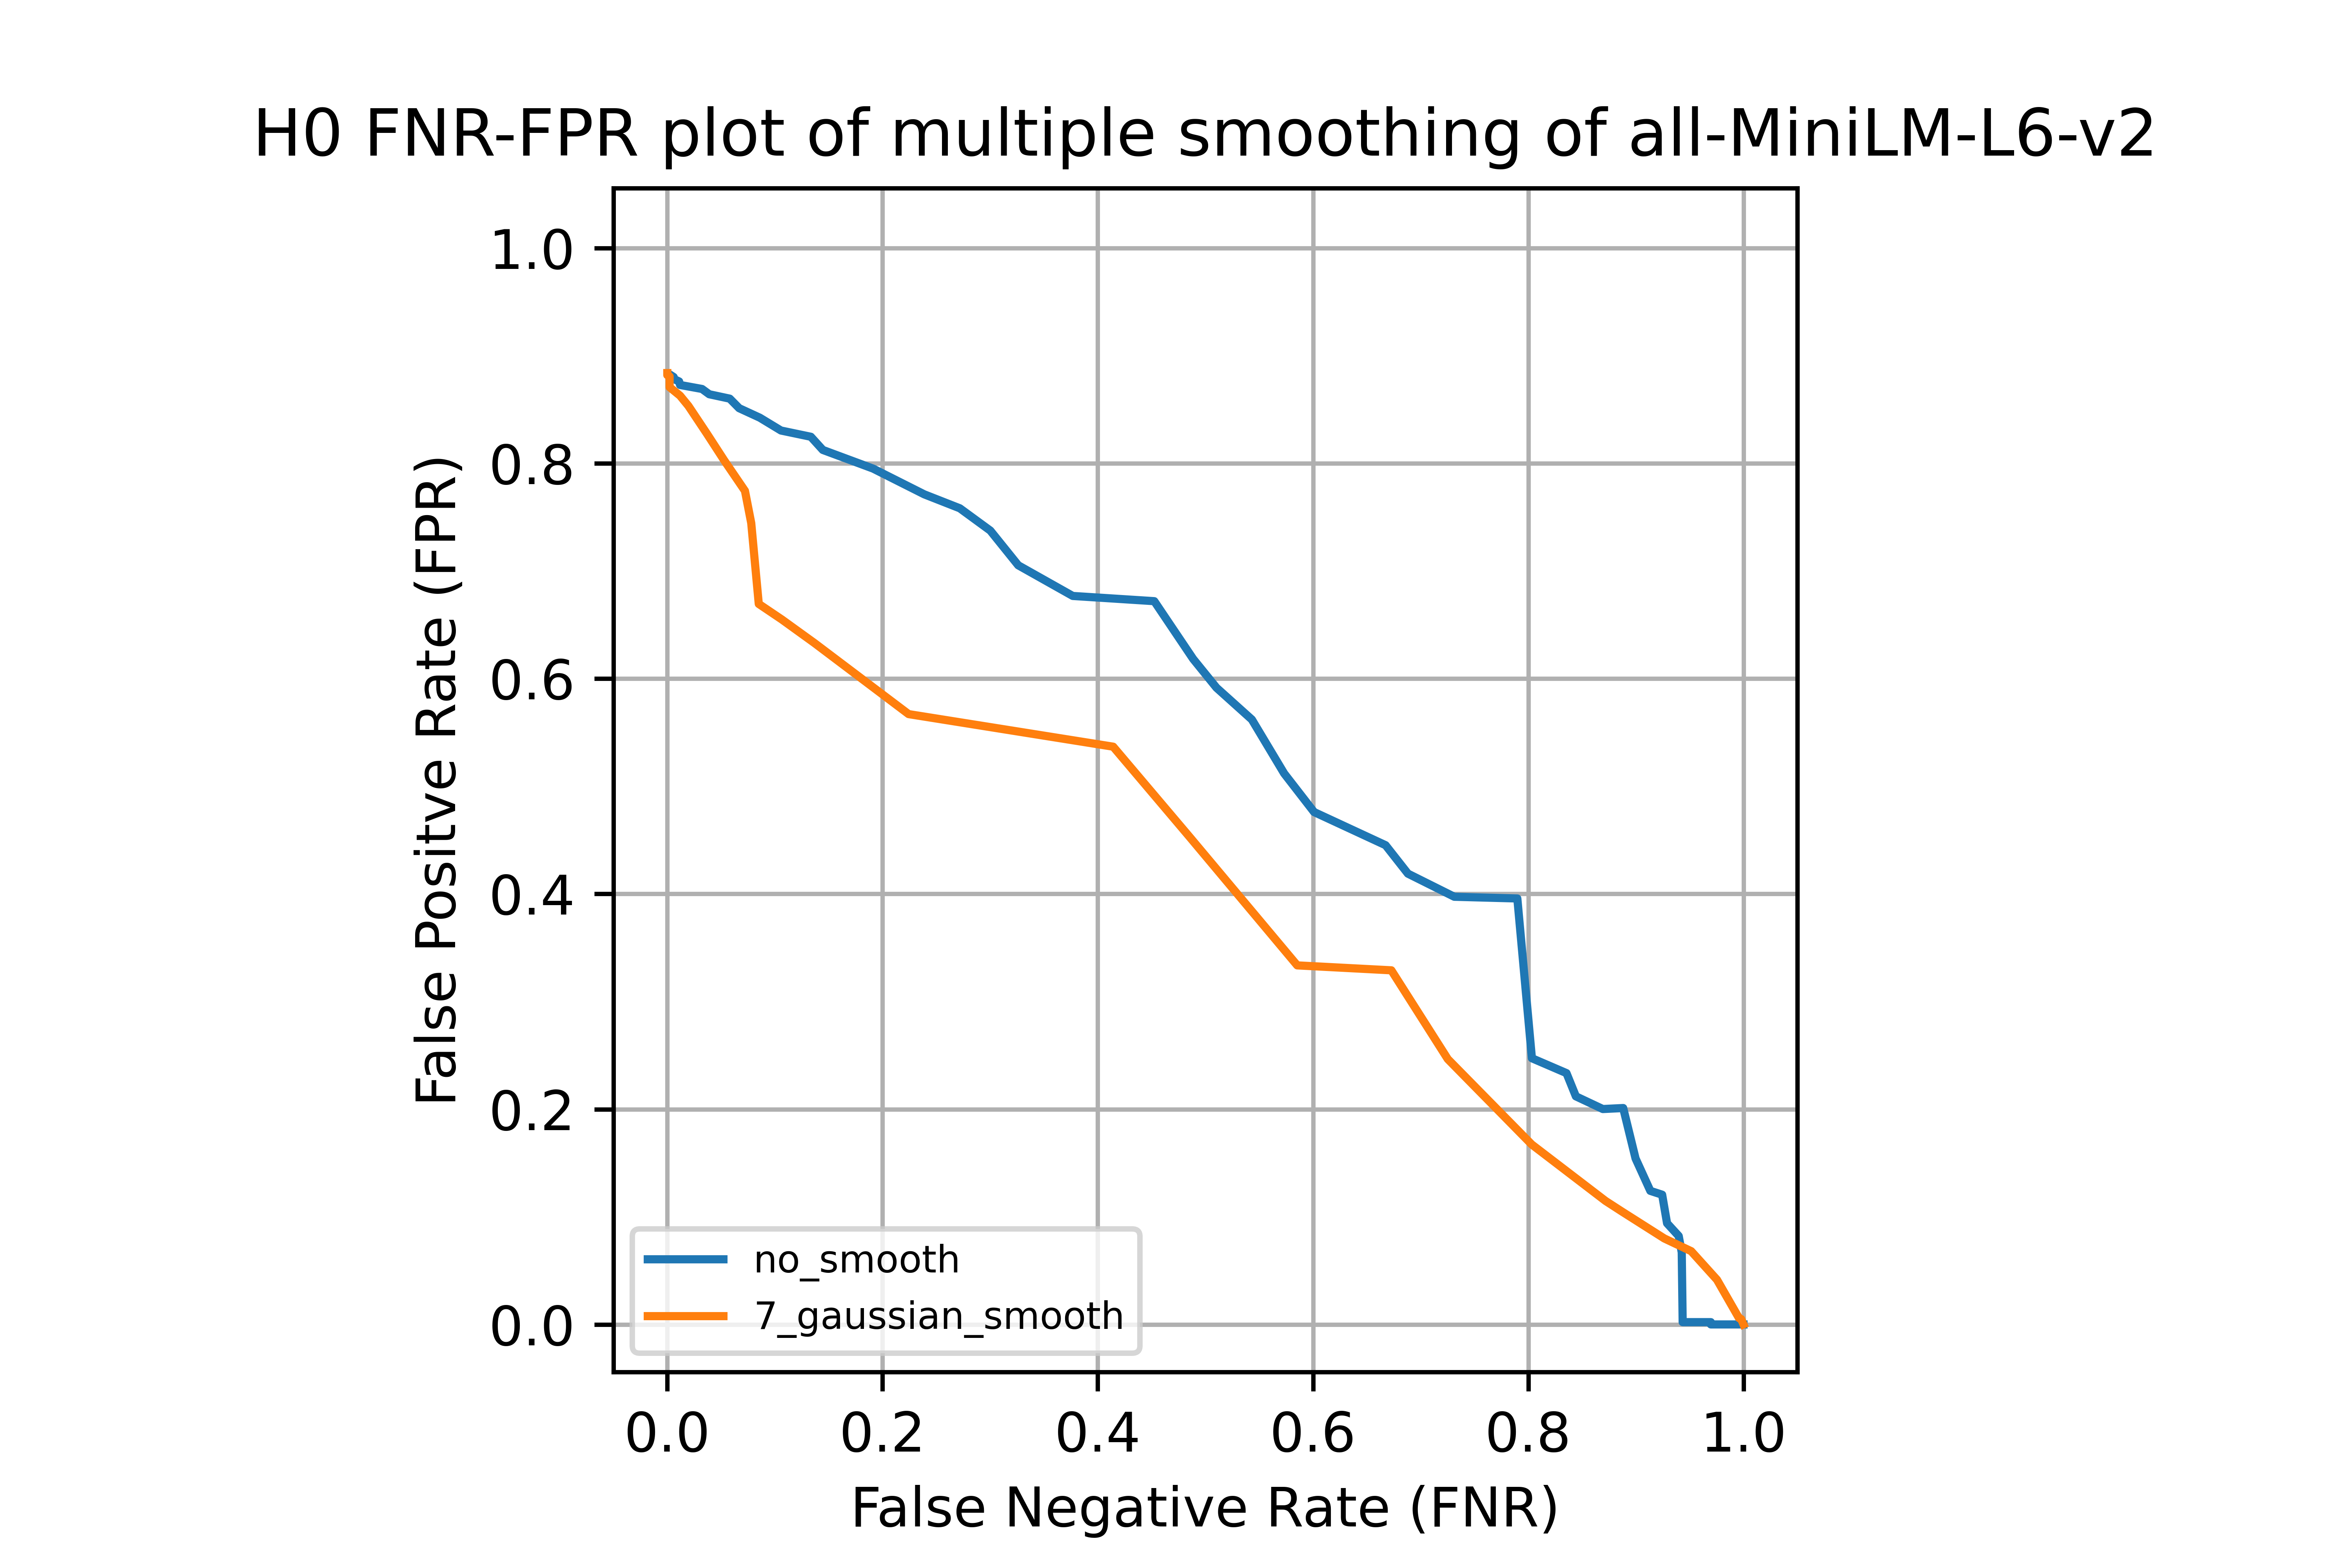 H0 FNR-FPR plot of multiple smoothing of all-MiniLM-L6-v2
False Positve Rate (FPR)
1.0
0.8
0.6
0.4
0.2
0.0
no_smooth
7_gaussian_smooth
0.0 0.2 0.4 0.6 0.8 1.0
False Negative Rate (FNR)